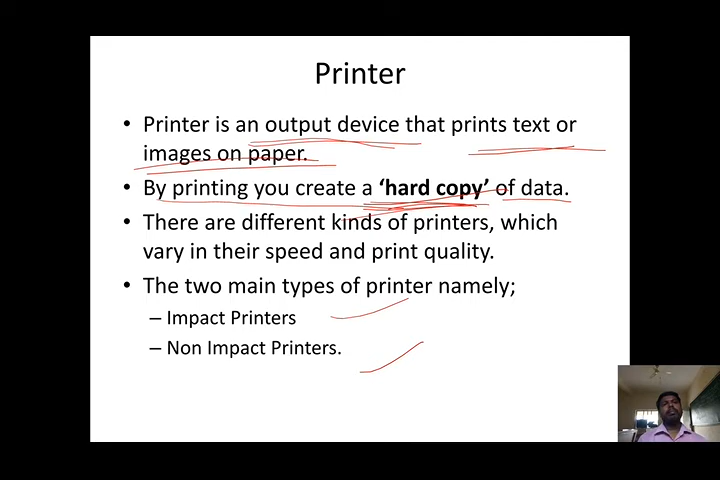 Printer
• Printer is an output device that prints text or
images on paper.
• By printing you create a ‘hard copy’ of data.
• There are different kinds of printers, which
vary in their speed and print quality.
• The two main types of printer namely;
– Impact Printers
– Non Impact Printers.